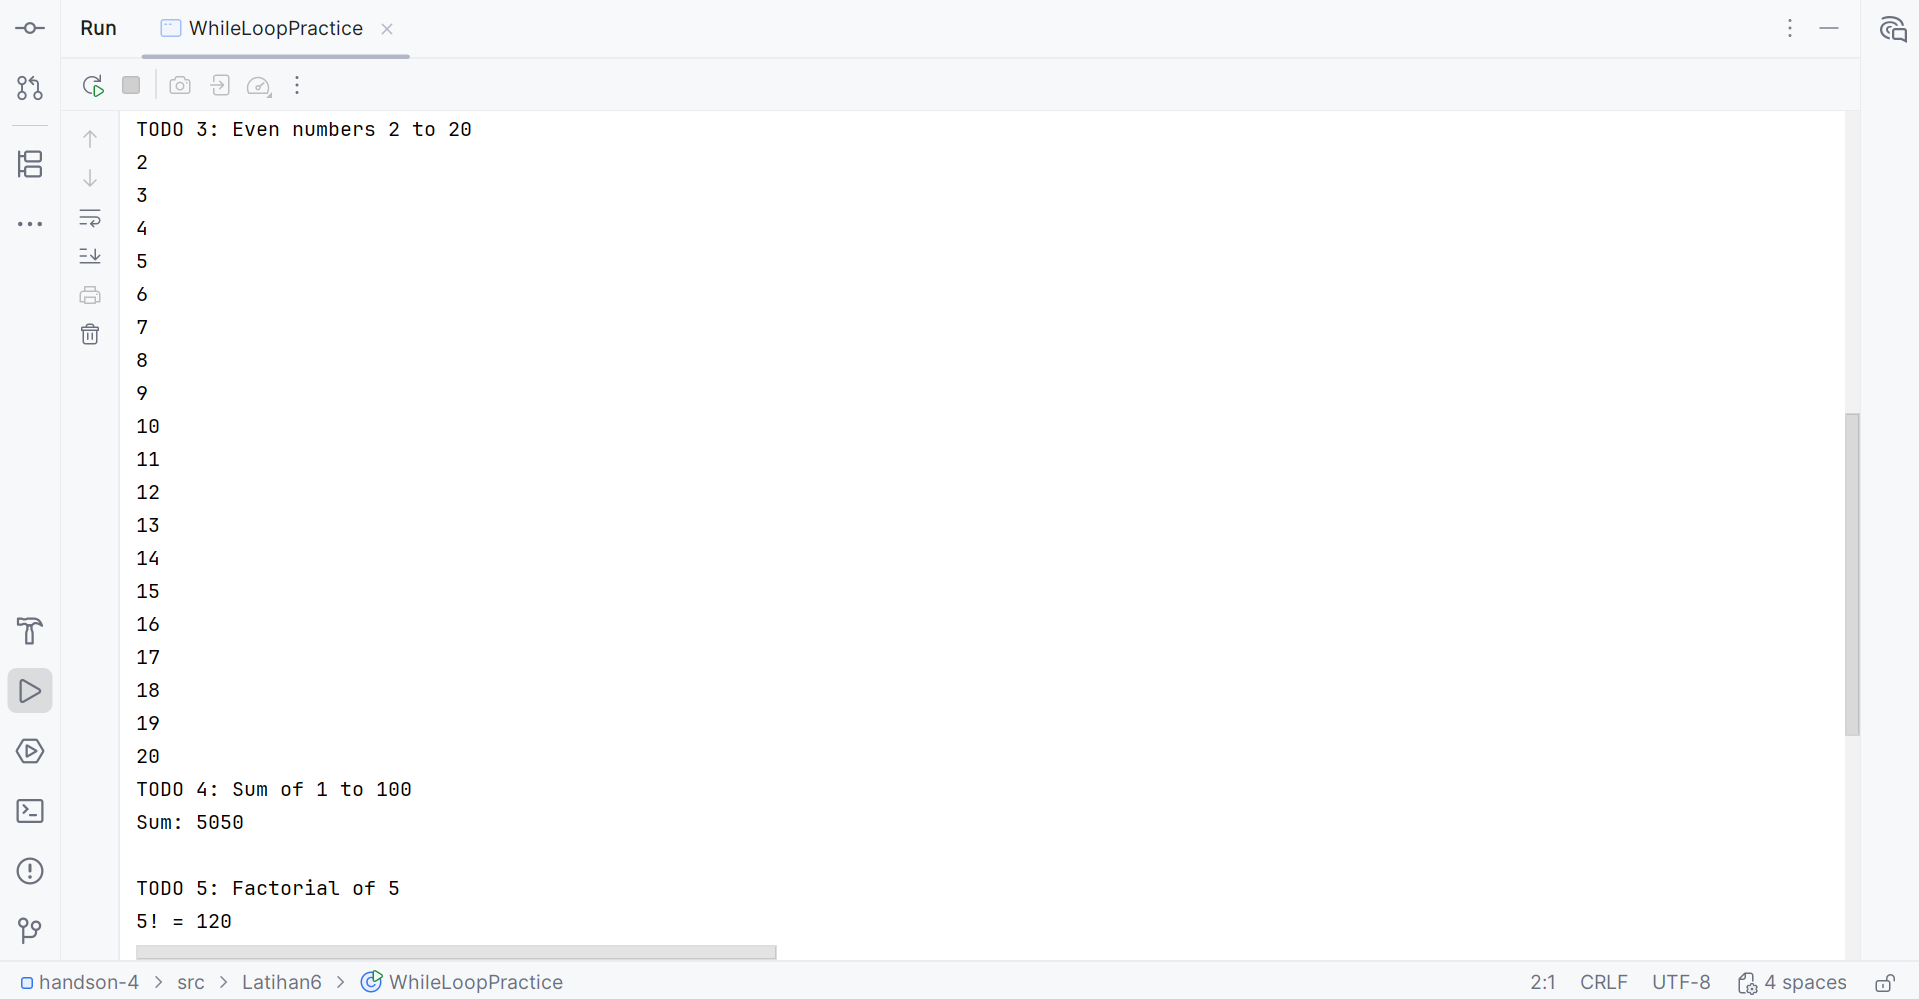 Run WhileLoopPractice
TODO 3: Even numbers 2 to 20
2
3
4
5
6
7
8
9
10
11
12
13
14
15
16
17
18
19
20
TODO 4: Sum of 1 to 100
Sum: 5050
TODO 5: Factorial of 5
5! = 120
handson-4 > src > Latihan6 > WhileLoopPractice 2:1 CRLF UTF-8 4 spaces